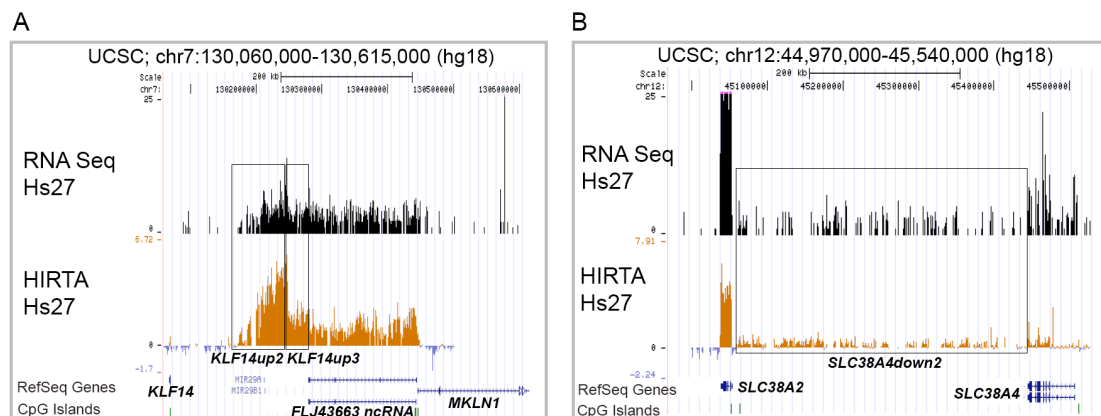 A
UCSC; chr7:130,060,000-130,615,000 (hg18)
Scale
200 kb
chr7:
130200000
130300000
130400000
130500000
130600000
25
RNA Seq
Hs27
0
6.72
HIRTA
Hs27
0
-1.7
KLF14up2
KLF14up3
RefSeq Genes
KLF14
MIR29A
MIR29B1
MKLN1
CpG Islands
FLJ43663 ncRNA
B
UCSC; chr12:44,970,000-45,540,000 (hg18)
Scale
200 kb
chr12:
45100000
45200000
45300000
45400000
45500000
25
RNA Seq
Hs27
0
7.91
HIRTA
Hs27
0
-2.24
SLC38A4down2
RefSeq Genes
SLC38A2
SLC38A4
CpG Islands